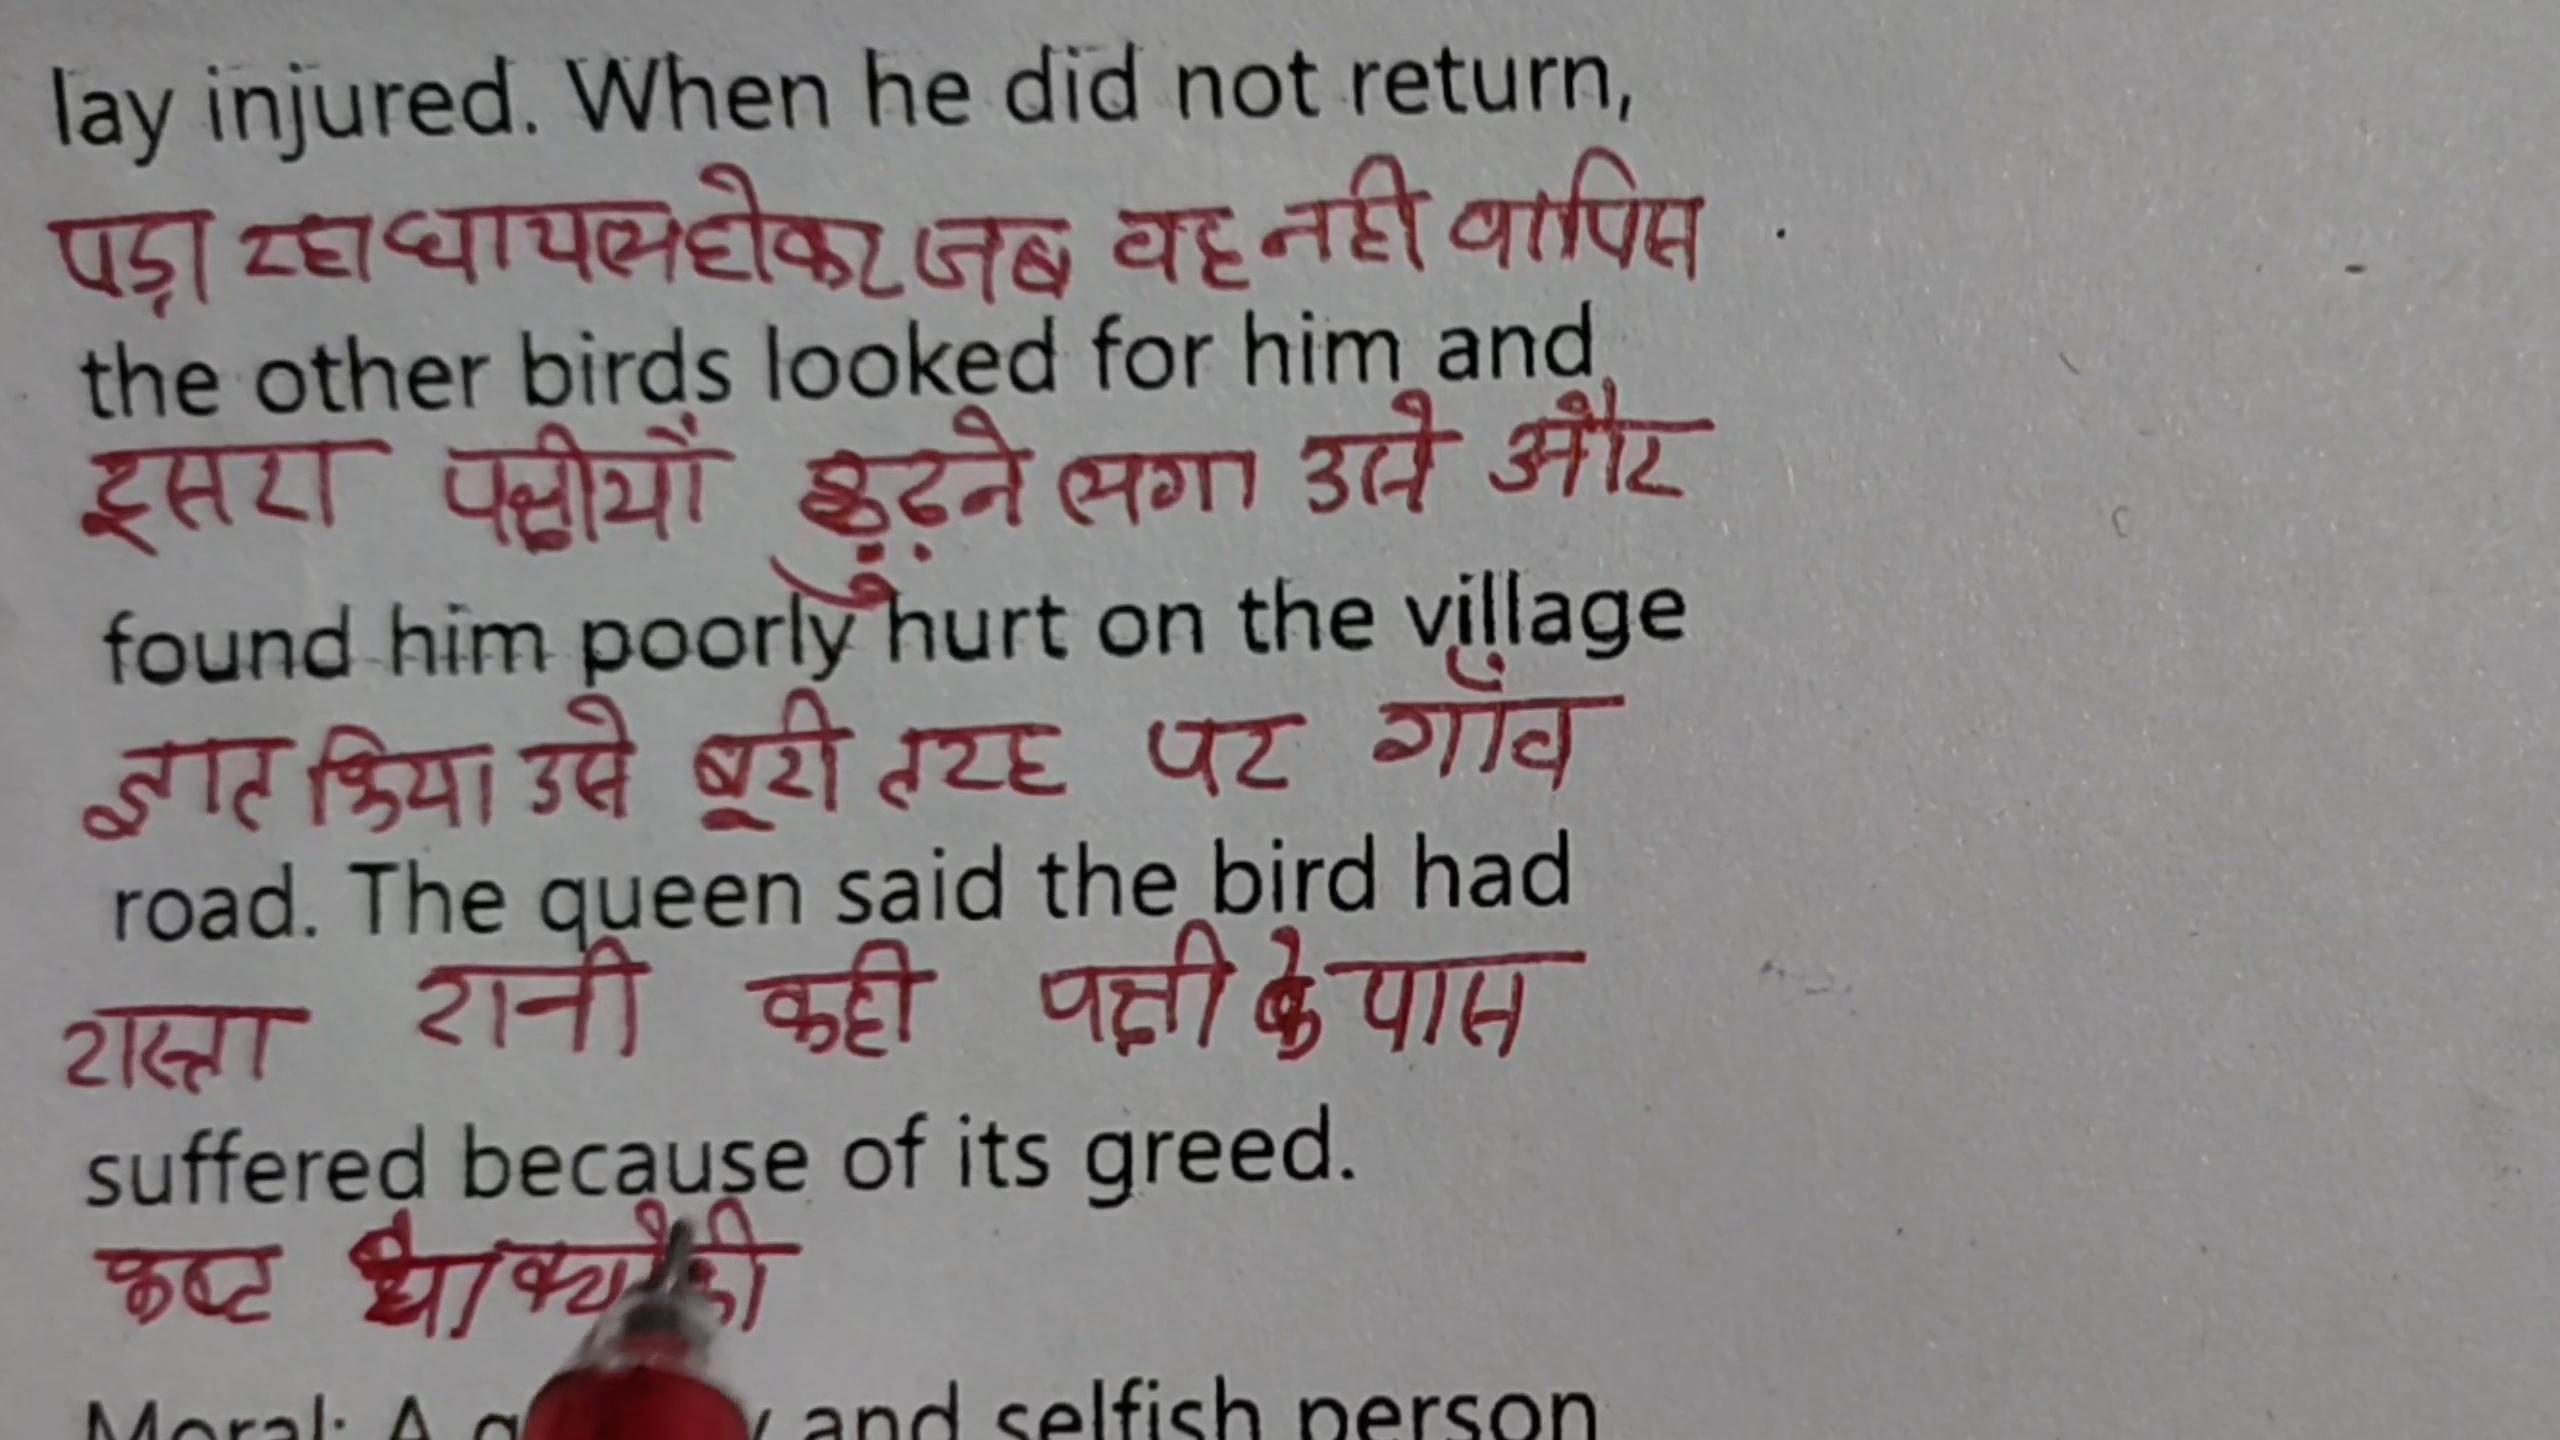 lay injured. When he did not return,
पड़ा रहा घायल होकर जब वह नही वापिस
the other birds looked for him and
दुसरा पक्षीयों ढुढ़ने लगा उसे और
found him poorly hurt on the village
ज्ञात किया उसे बूरी तरह पर गाँव
road. The queen said the bird had
रास्ता रानी कही पक्षी के पास
suffered because of its greed.
कष्ट था
Moral: A and selfish person